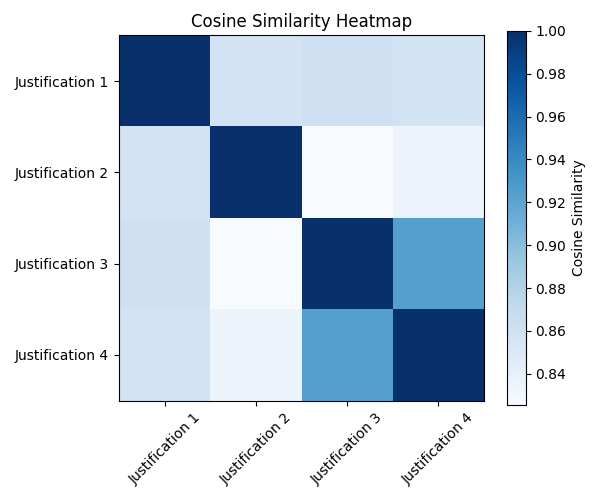 Cosine Similarity Heatmap
Justification 1
Justification 2
Justification 3
Justification 4
Justification 1
Justification 2
Justification 3
Justification 4
1.00
0.98
0.96
0.94
0.92
0.90
0.88
0.86
0.84
Cosine Similarity